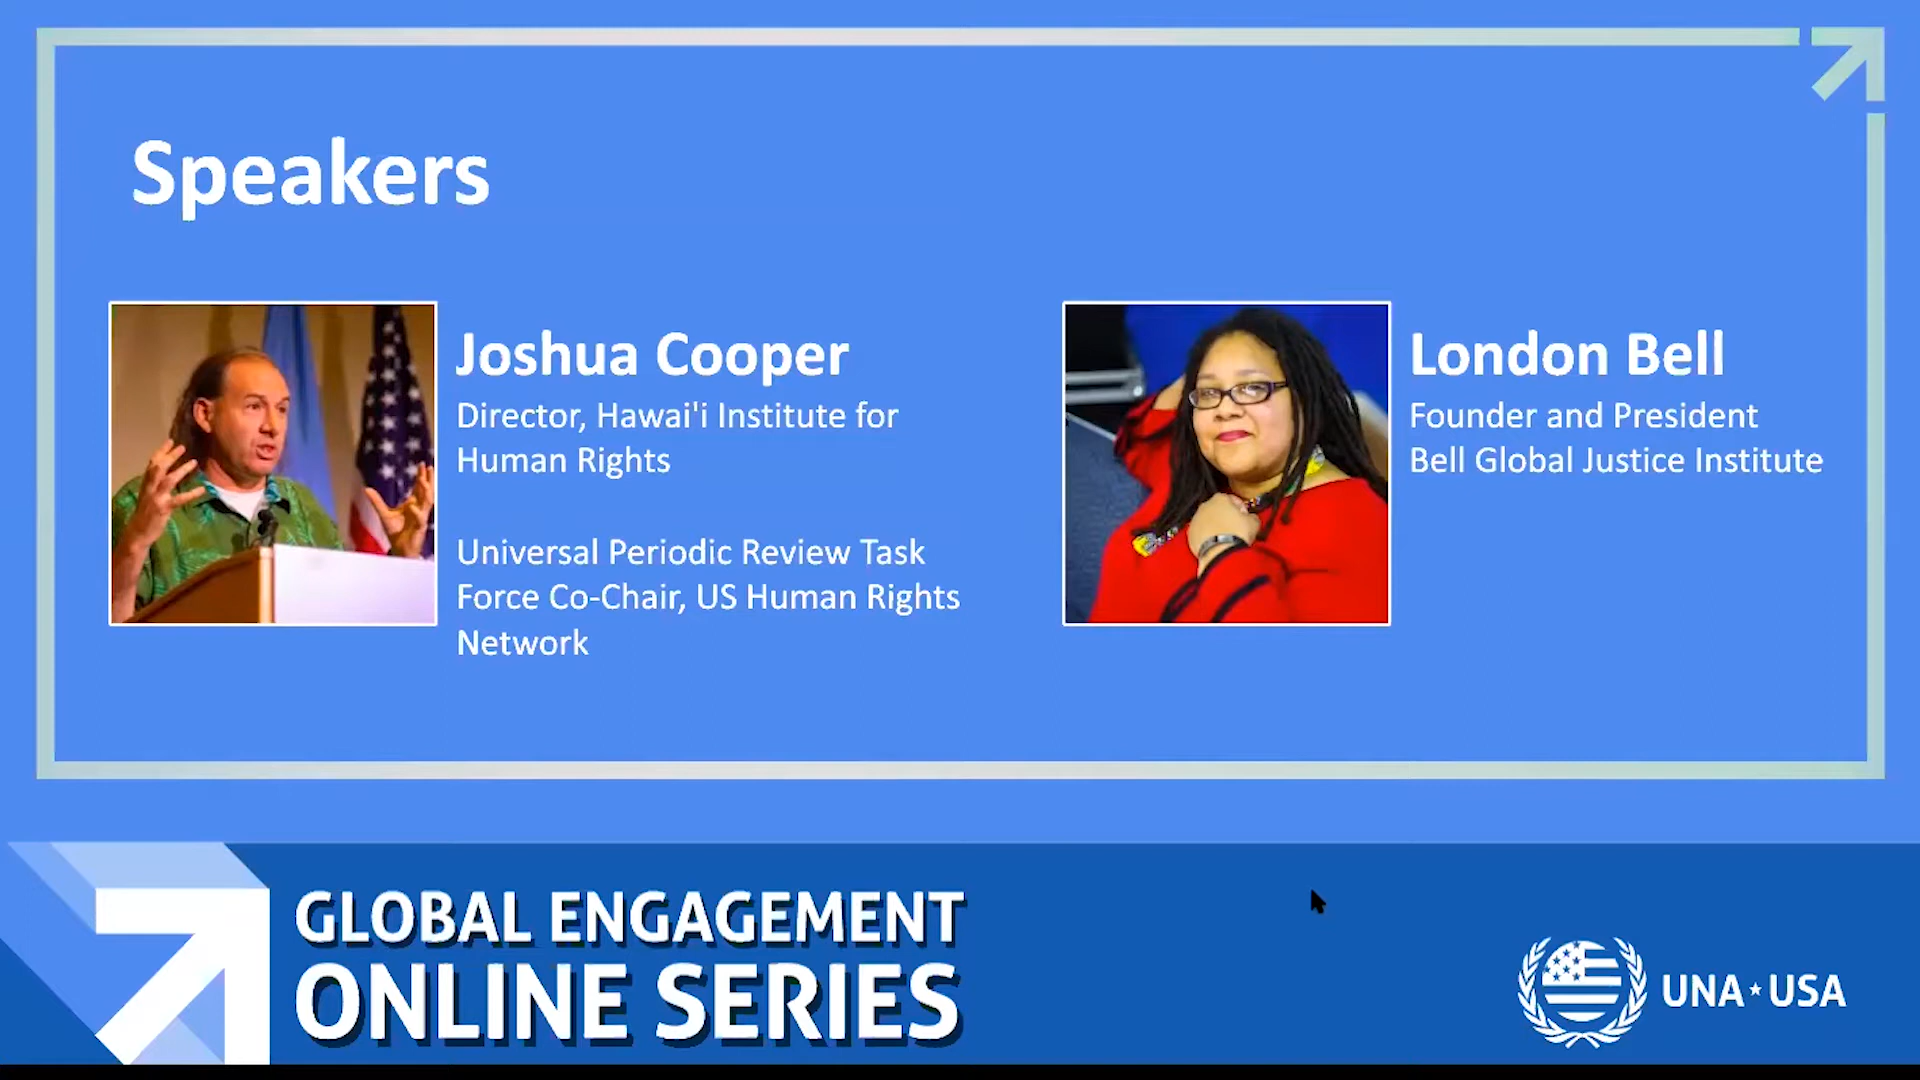 Speakers
Joshua Cooper
Director, Hawai'i Institute for
Human Rights
Universal Periodic Review Task
Force Co-Chair, US Human Rights
Network
London Bell
Founder and President
Bell Global Justice Institute
GLOBAL ENGAGEMENT
ONLINE SERIES
UNA★USA